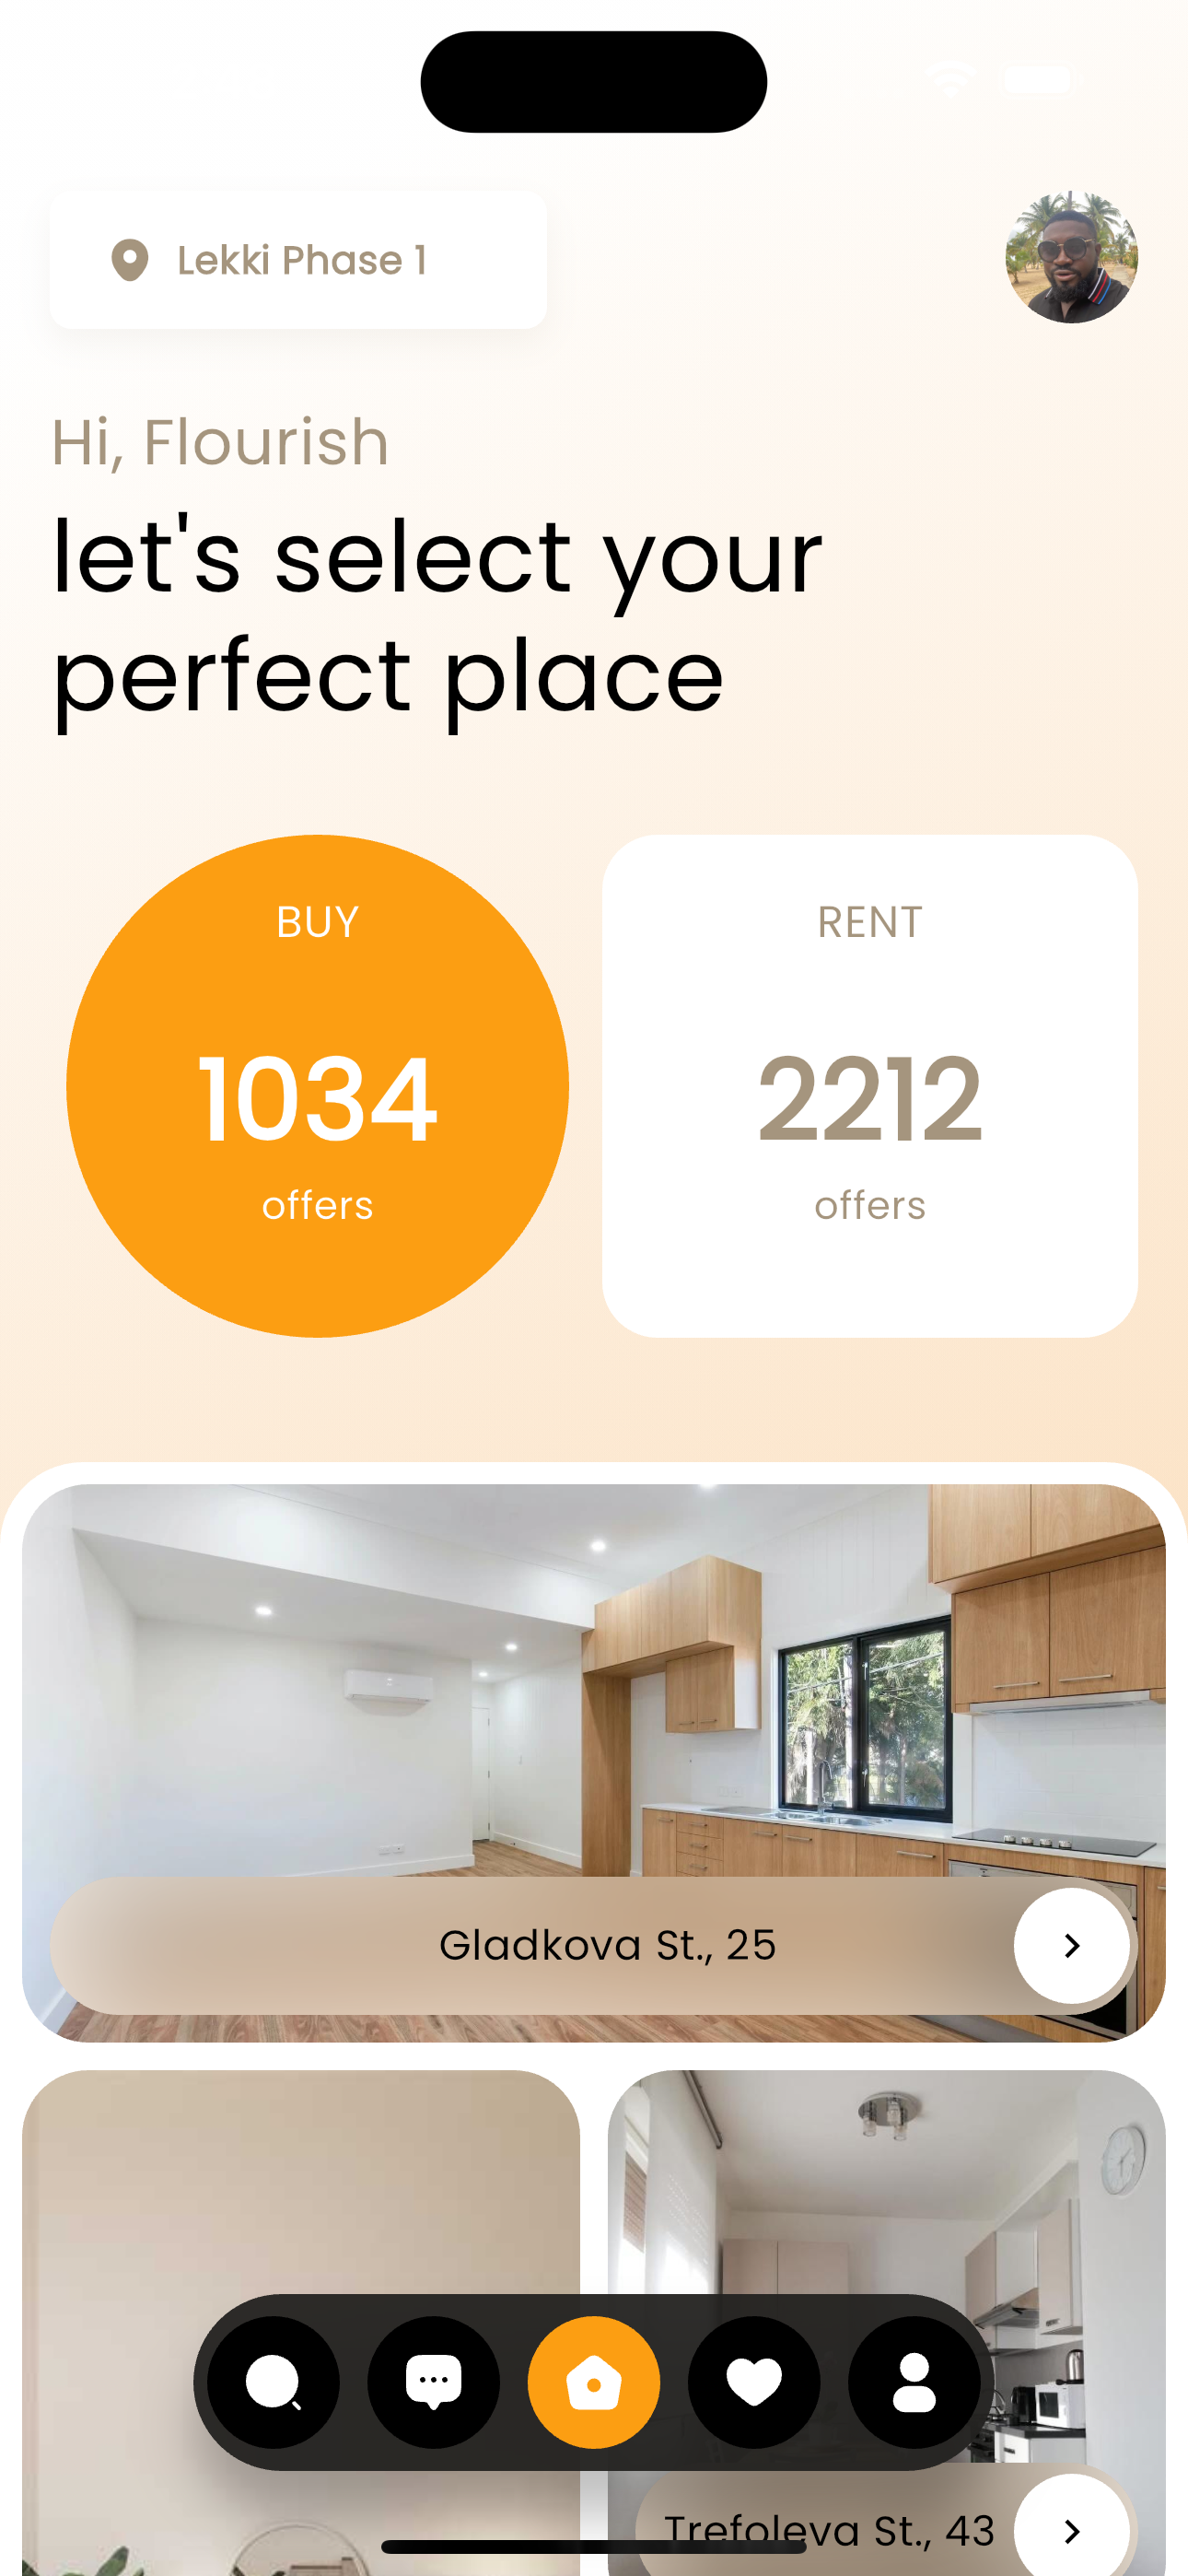 Lekki Phase 1
Hi, Flourish
let's select your
perfect place
BUY
1034
offers
RENT
2212
offers
Gladkova St., 25
Trefoleva St., 43